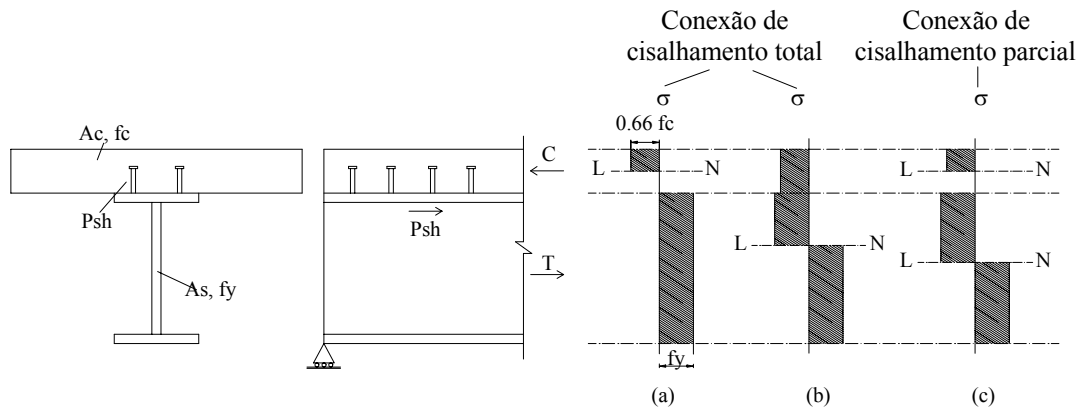 Conexão de
cisalhamento total
Conexão de
cisalhamento parcial
σ
σ
σ
0.66 fc
Ac, fc
Psh
As, fy
C
Psh
T
L
N
L
N
L
N
L
N
fy
(a)
(b)
(c)